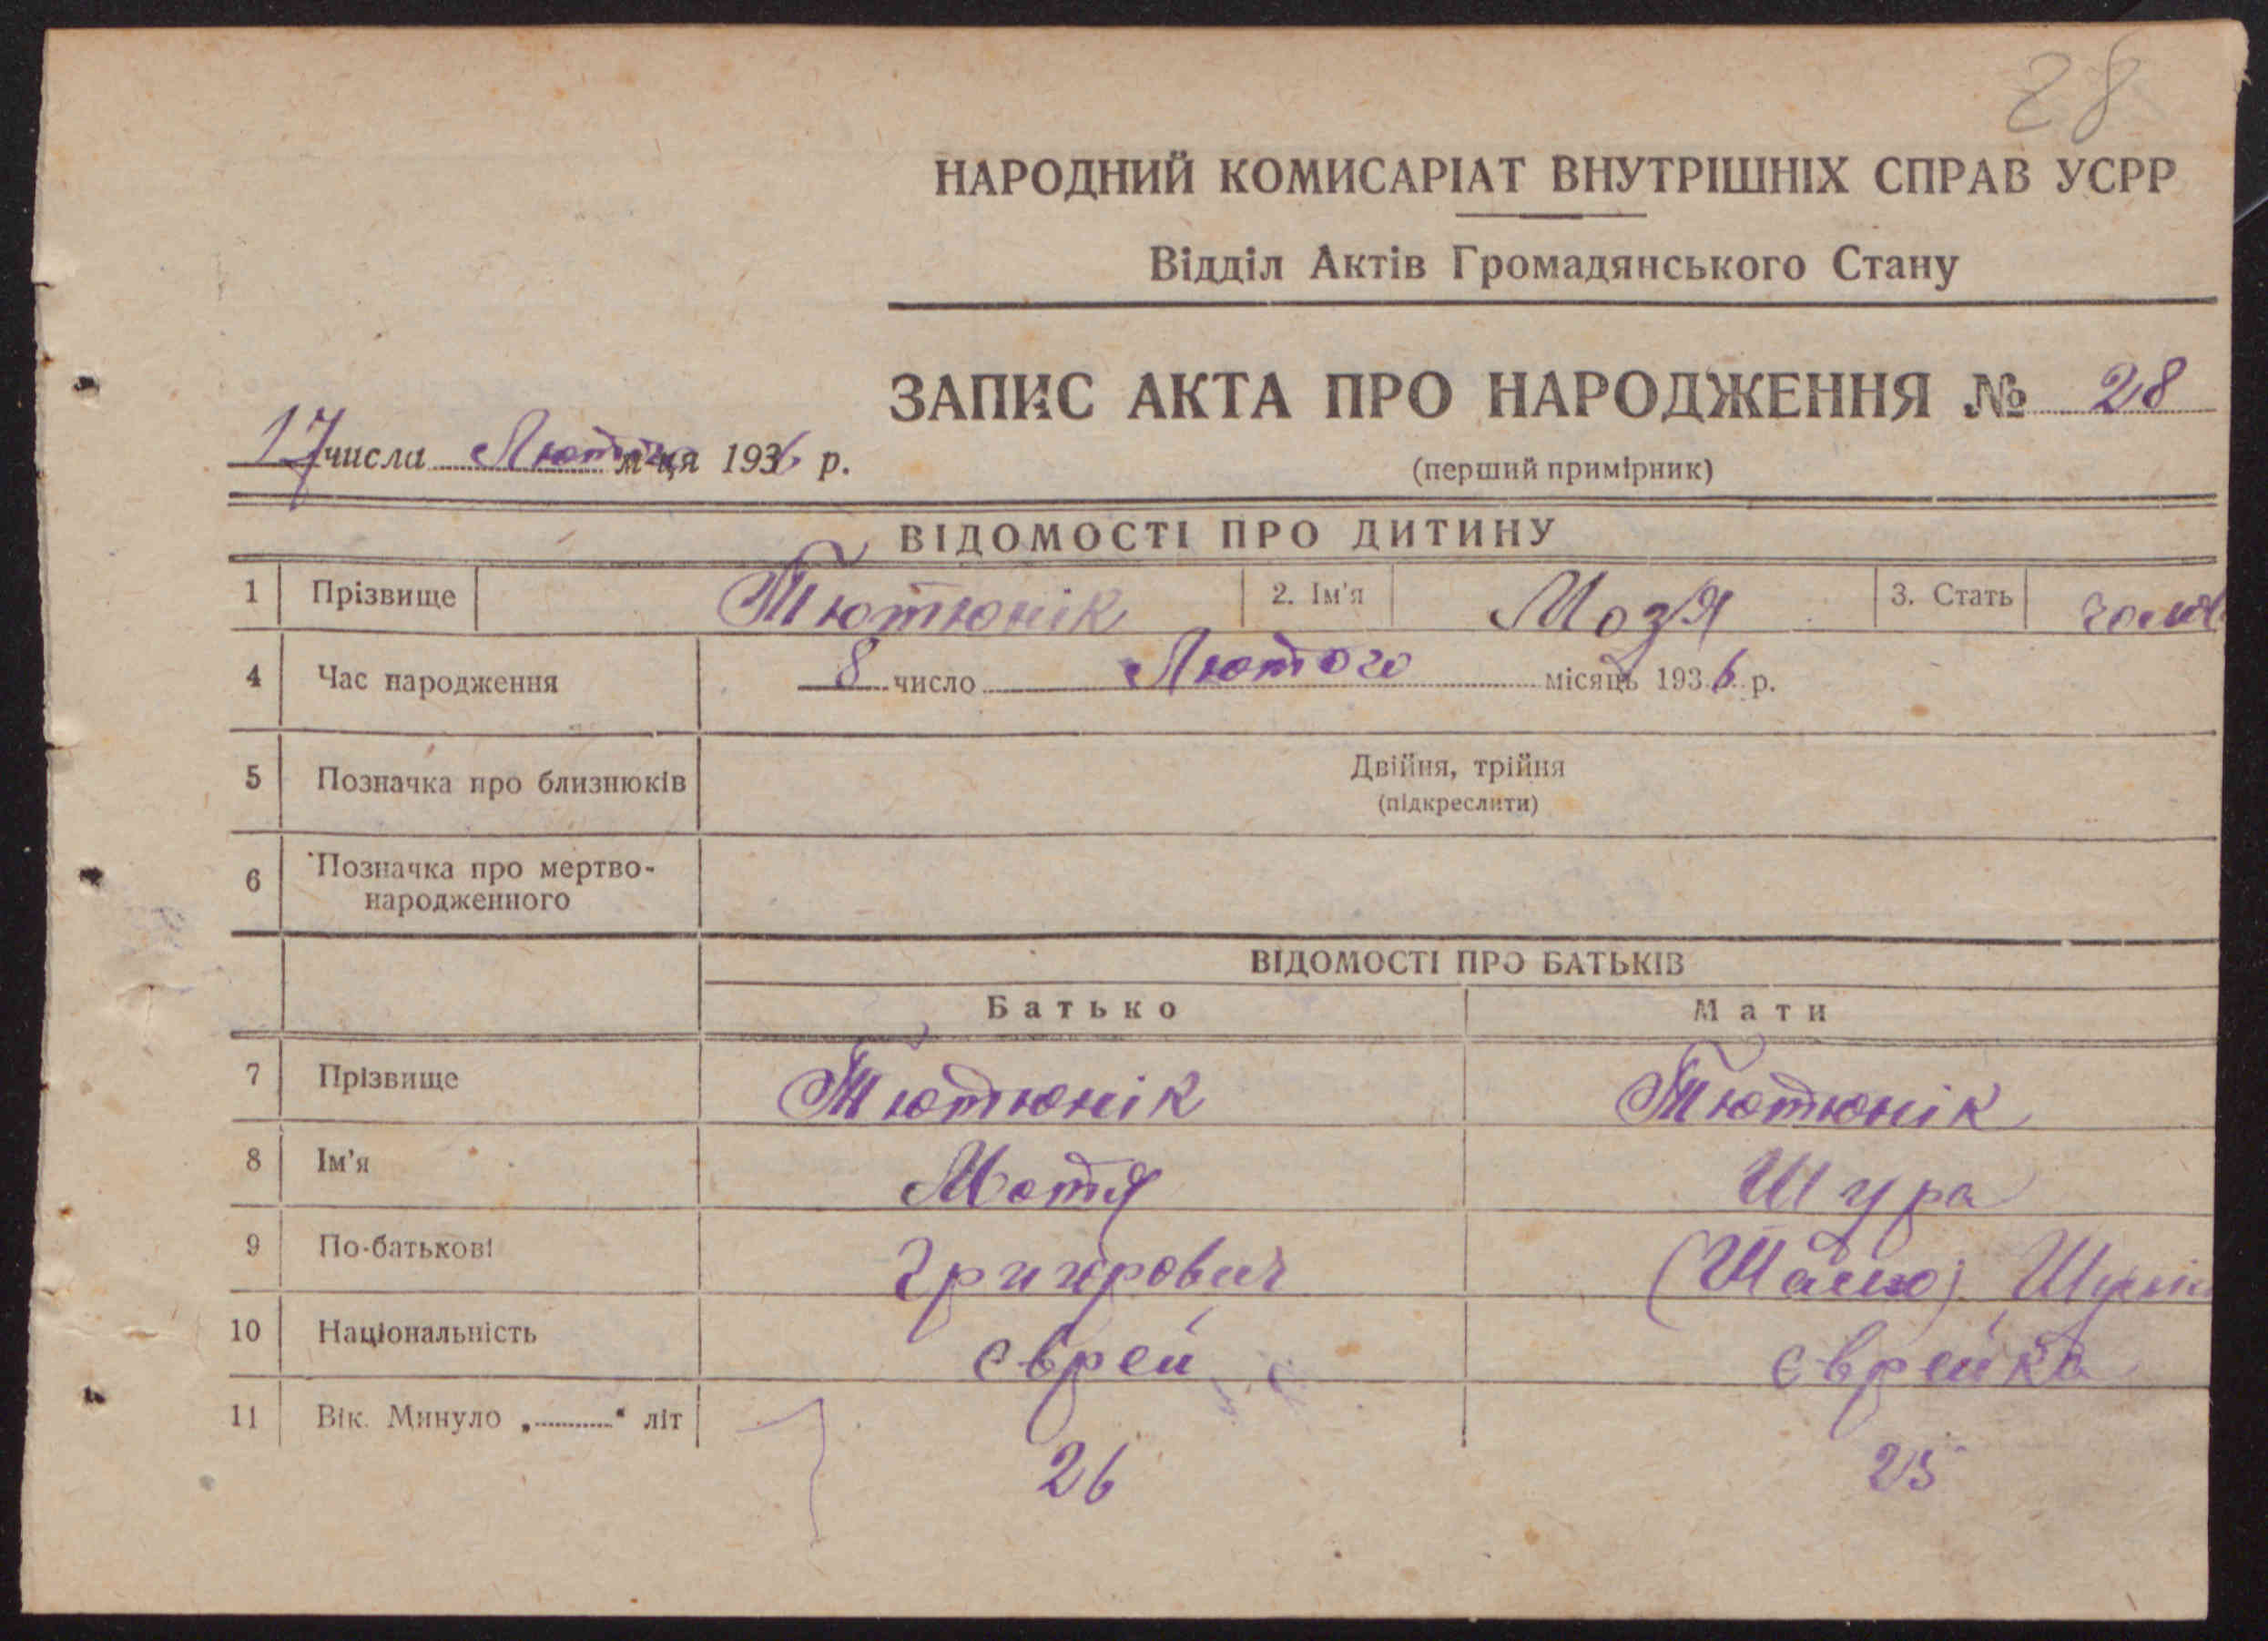 28
НАРОДНИЙ КОМИСАРІАТ ВНУТРІШНІХ СПРАВ УСРР
Відділ Актів Громадянського Стану
ЗАПИС АКТА ПРО НАРОДЖЕННЯ № 28
17 числа Лютого м-ця 1936 р.
(перший примірник)
ВІДОМОСТІ ПРО ДИТИНУ
1 Прізвище Тютюнік 2. Ім'я Мозя 3. Стать чолов
4 Час народження 8 число Лютого місяць 1936 р.
5 Позначка про близнюків Двійня, трійня
(підкреслити)
6 Позначка про мертво-
народженного
ВІДОМОСТІ ПРО БАТЬКІВ
Батько Мати
7 Прізвище Тютюнік Тютюнік
8 Ім'я Мотя Шура
9 По-батькові Григорович
10 Національність єврей єврейка
11 Вік. Минуло „ “ літ 26 25